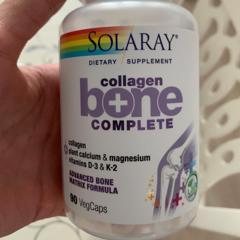 SOLARAY®
DIETARY / SUPPLEMENT
collagen
bone
COMPLETE
collagen
plant calcium & magnesium
vitamins D-3 & K-2
ADVANCED BONE
MATRIX FORMULA
90 VegCaps